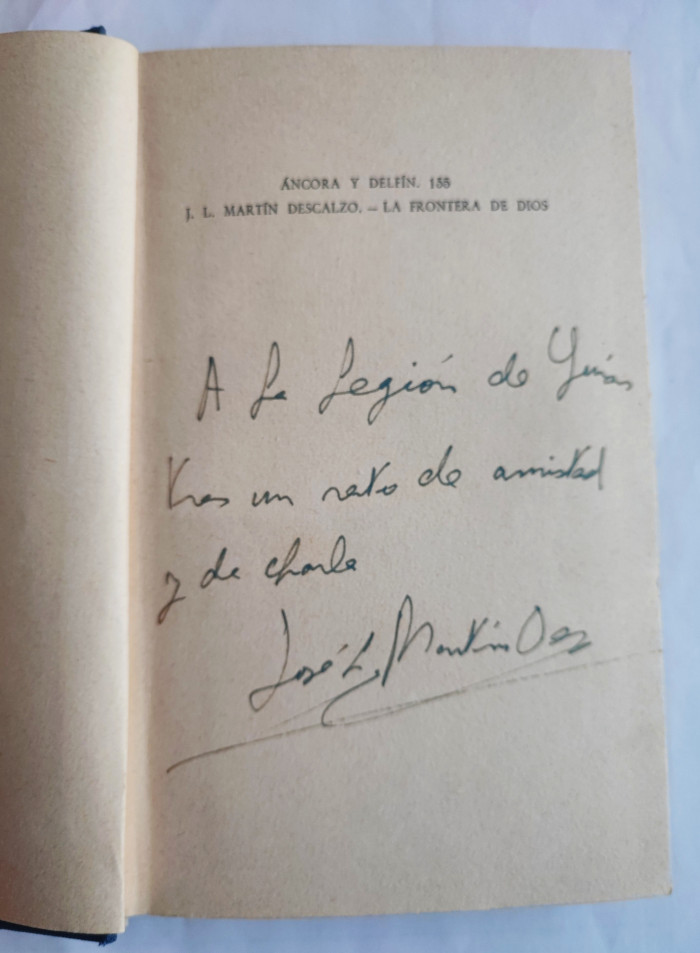 ÁNCORA Y DELFÍN. 155
J. L. MARTÍN DESCALZO. – LA FRONTERA DE DIOS
A la Legión de
tras un rato de amistad
y de charla
José L. Martín Des